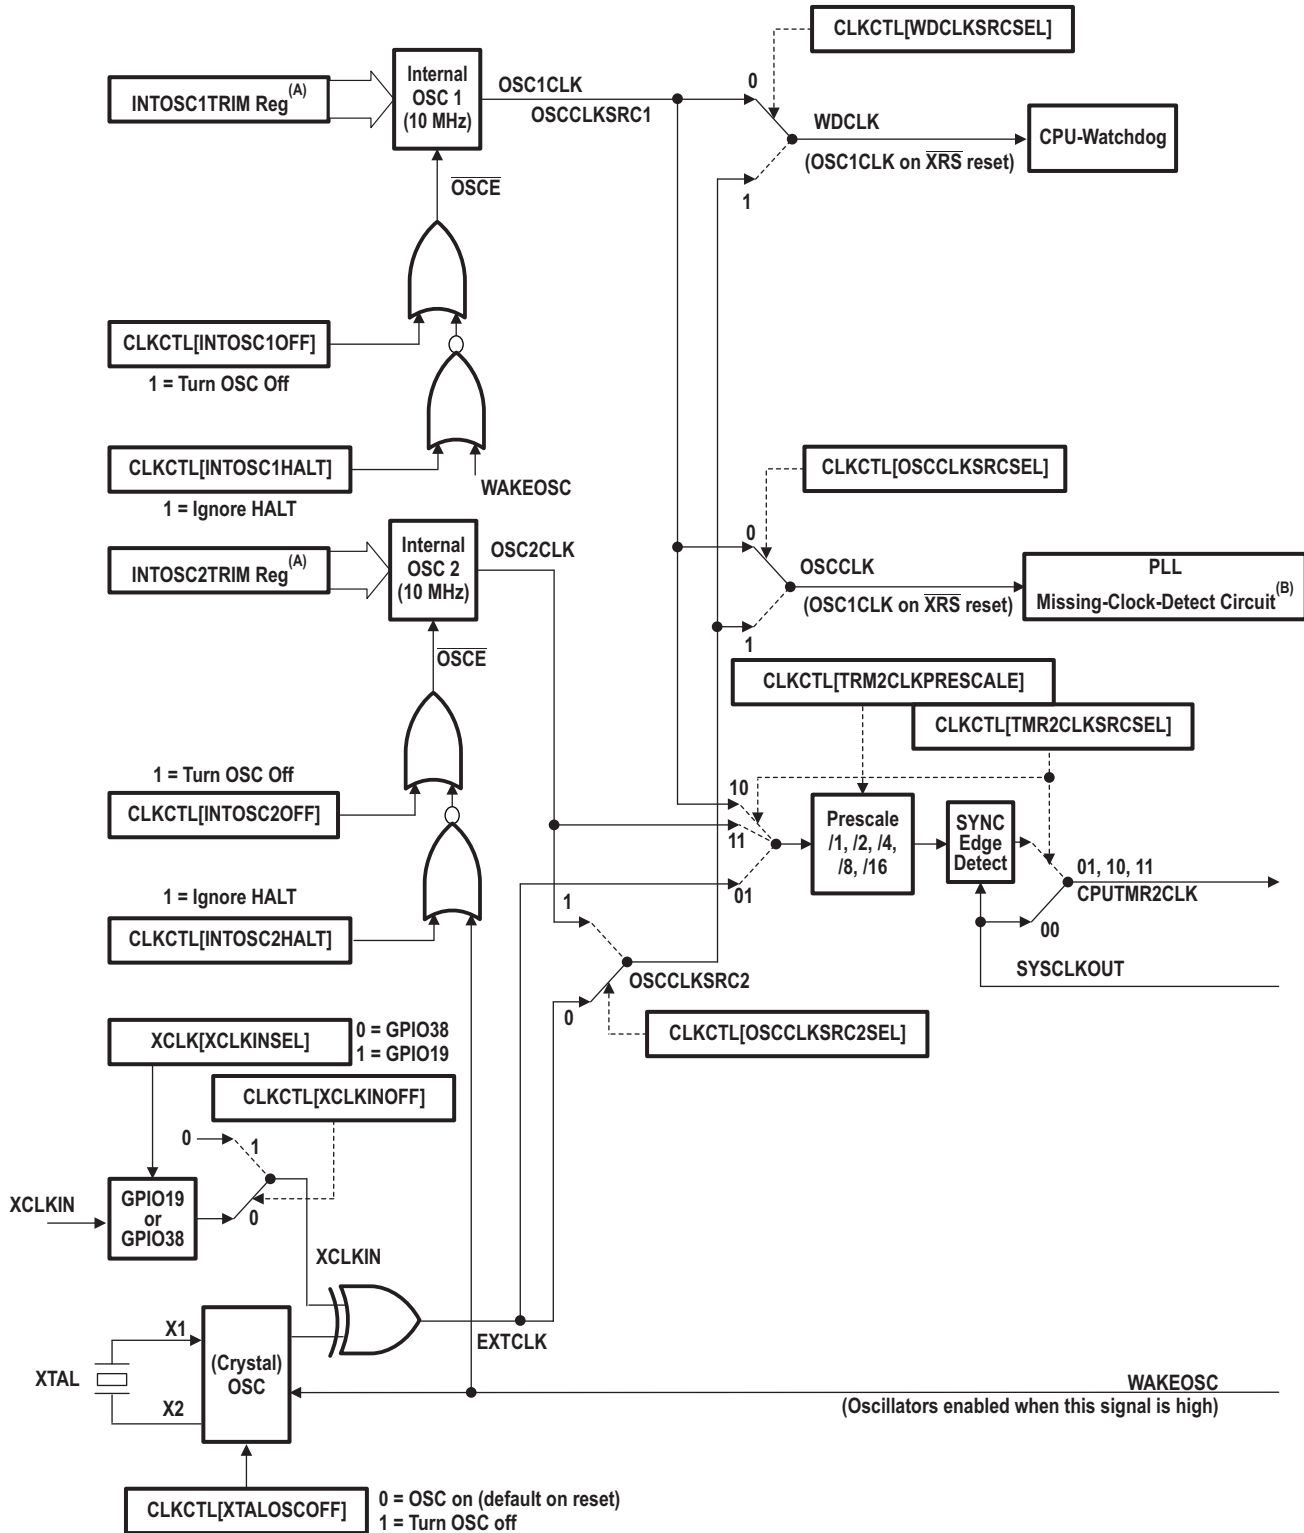 CLKCTL[WDCLKSRCSEL]
INTOSC1TRIM Reg(A)
Internal
OSC 1
(10 MHz)
OSC1CLK
OSCCLKSRC1
0
WDCLK
(OSC1CLK on XRS reset)
1
CPU-Watchdog
OSCE
CLKCTL[INTOSC1OFF]
1 = Turn OSC Off
CLKCTL[INTOSC1HALT]
1 = Ignore HALT
WAKEOSC
CLKCTL[OSCCLKSRCSEL]
INTOSC2TRIM Reg(A)
Internal
OSC 2
(10 MHz)
OSC2CLK
0
OSCCLK
(OSC1CLK on XRS reset)
1
PLL
Missing-Clock-Detect Circuit(B)
OSCE
CLKCTL[TRM2CLKPRESCALE]
CLKCTL[TMR2CLKSRCSEL]
1 = Turn OSC Off
CLKCTL[INTOSC2OFF]
10
11
01
Prescale
/1, /2, /4,
/8, /16
SYNC
Edge
Detect
01, 10, 11
CPUTMR2CLK
00
SYSCLKOUT
1 = Ignore HALT
CLKCTL[INTOSC2HALT]
1
OSCCLKSRC2
0
CLKCTL[OSCCLKSRC2SEL]
XCLK[XCLKINSEL]
0 = GPIO38
1 = GPIO19
CLKCTL[XCLKINOFF]
0
1
0
XCLKIN
GPIO19
or
GPIO38
XCLKIN
EXTCLK
XTAL
X1
X2
(Crystal)
OSC
WAKEOSC
(Oscillators enabled when this signal is high)
CLKCTL[XTALOSCOFF]
0 = OSC on (default on reset)
1 = Turn OSC off